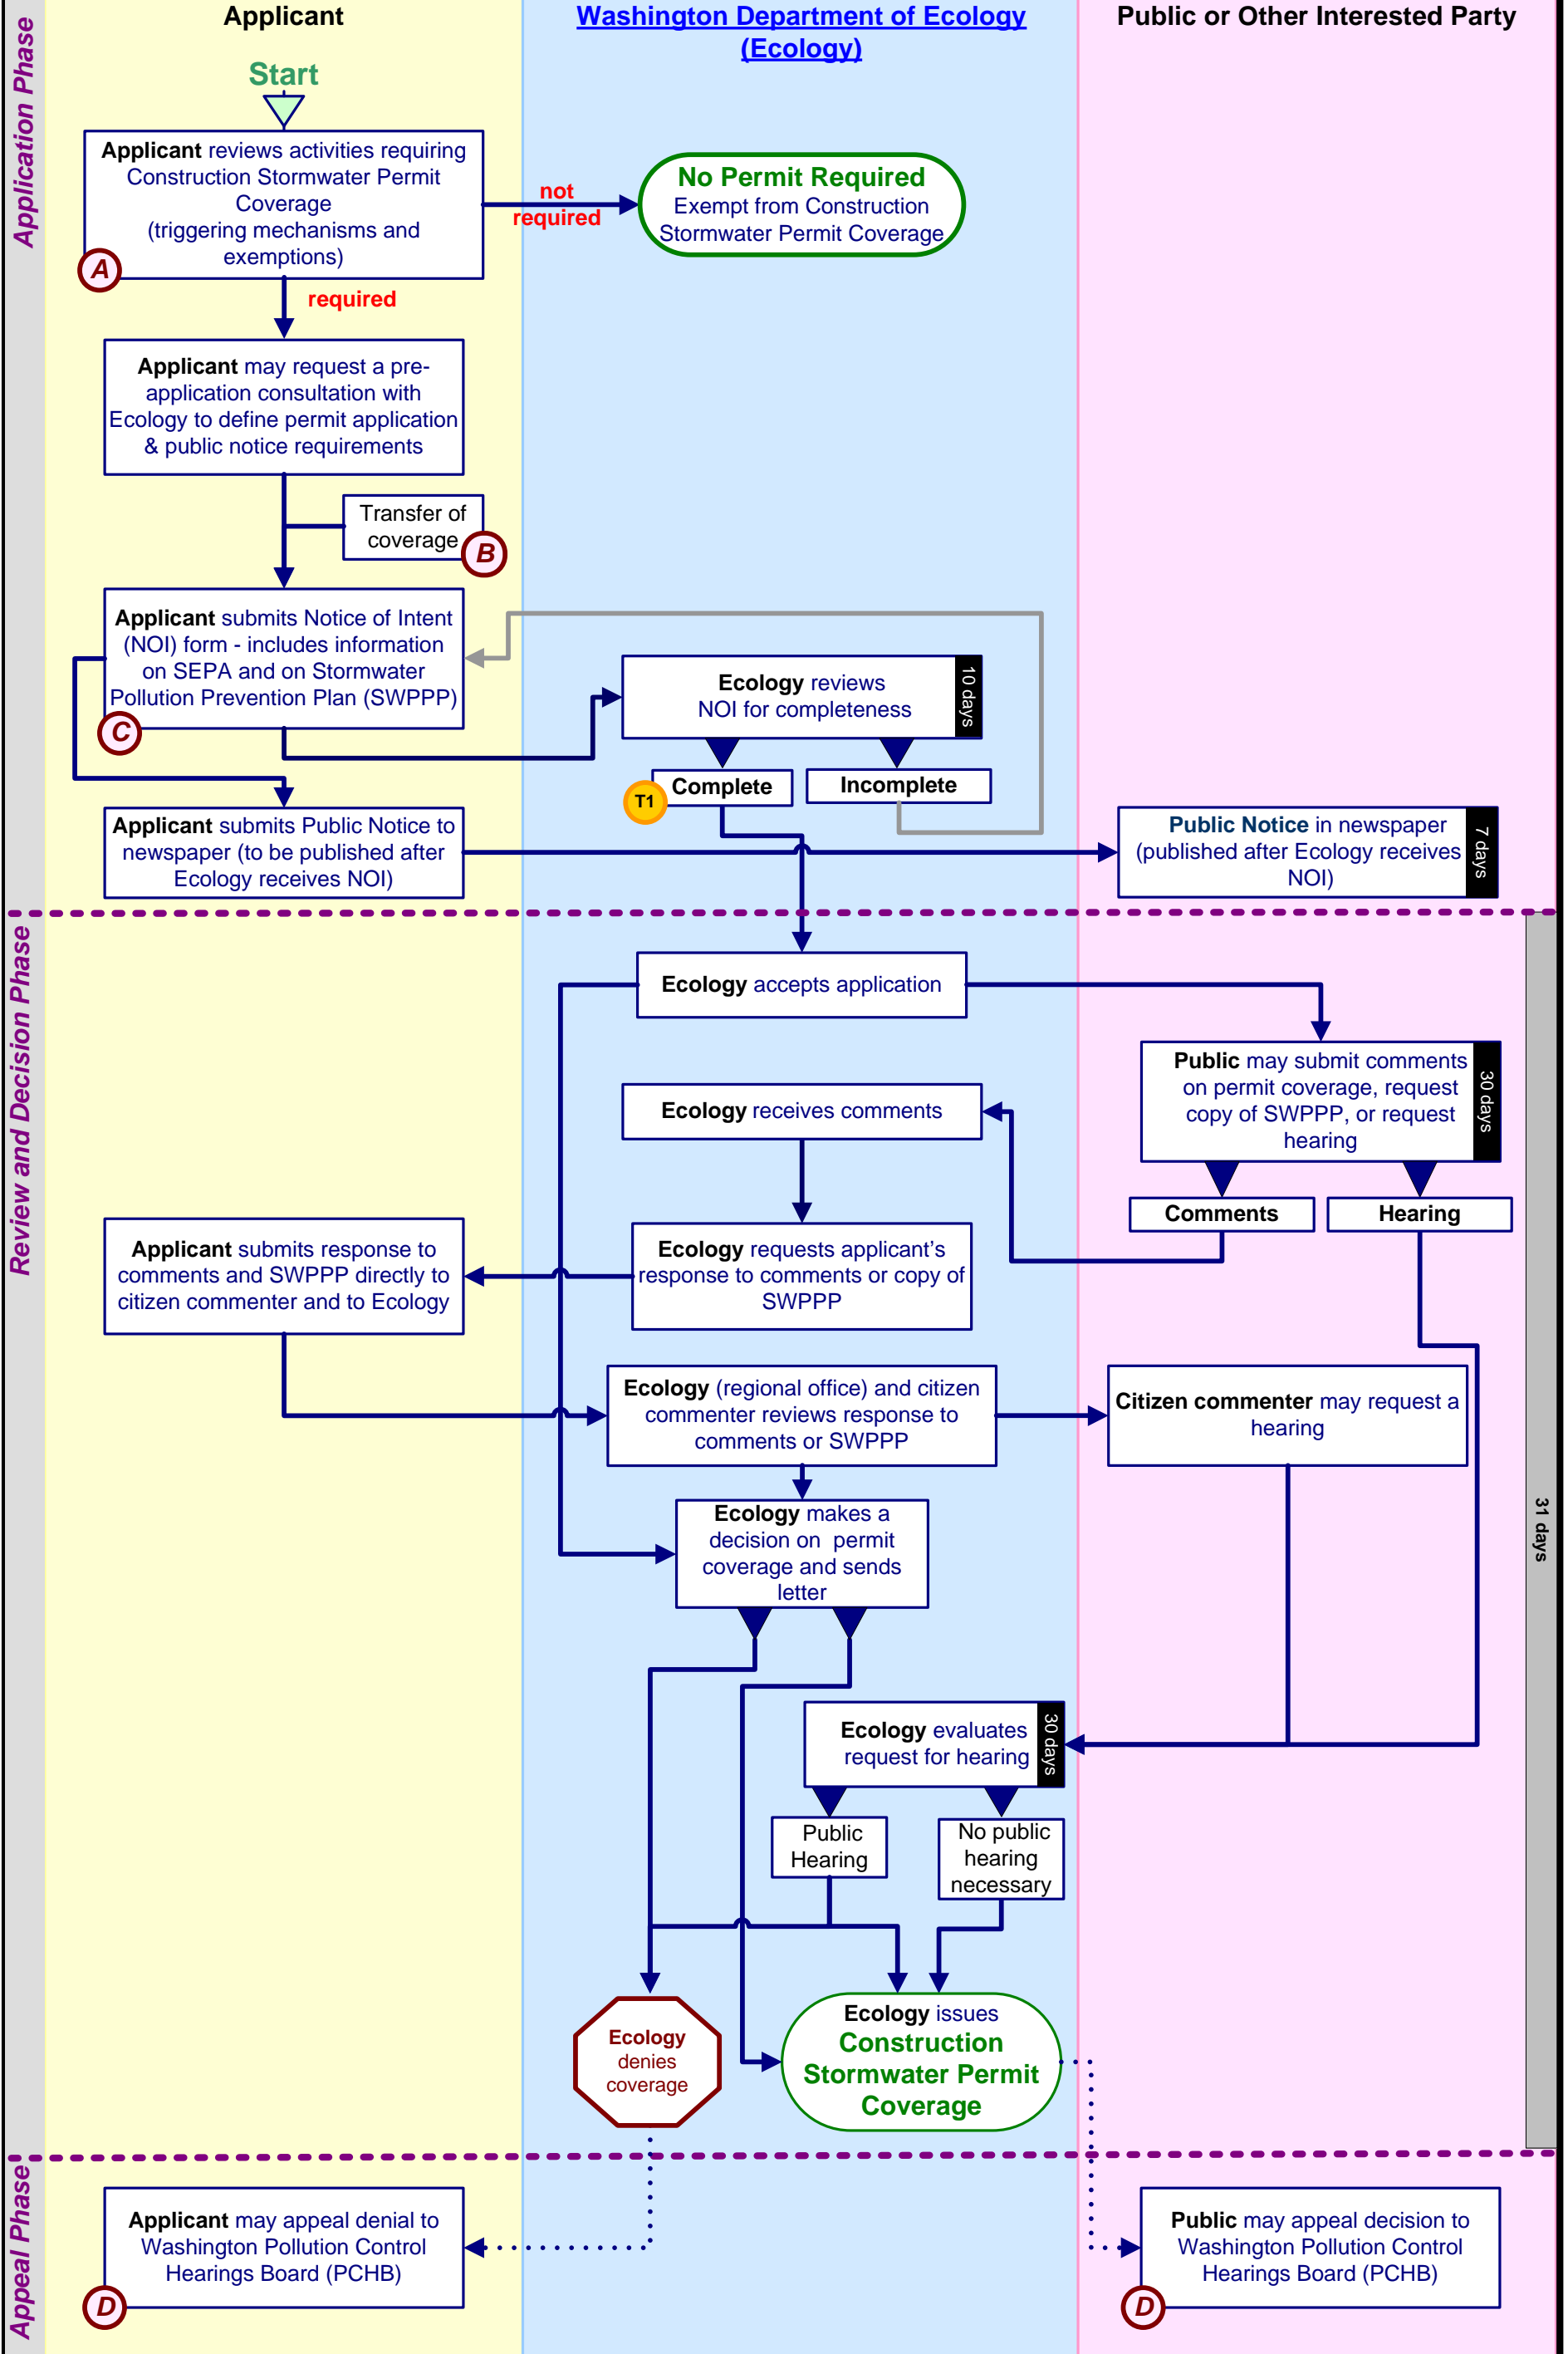 Applicant
Washington Department of Ecology
(Ecology)
Public or Other Interested Party
Application Phase
Start
Applicant reviews activities requiring
Construction Stormwater Permit
Coverage
(triggering mechanisms and
exemptions)
A
not
required
No Permit Required
Exempt from Construction
Stormwater Permit Coverage
required
Applicant may request a pre-
application consultation with
Ecology to define permit application
& public notice requirements
Transfer of
coverage
B
Applicant submits Notice of Intent
(NOI) form - includes information
on SEPA and on Stormwater
Pollution Prevention Plan (SWPPP)
C
Ecology reviews
NOI for completeness
10 days
T1
Complete
Incomplete
Applicant submits Public Notice to
newspaper (to be published after
Ecology receives NOI)
Public Notice in newspaper
(published after Ecology receives
NOI)
7 days
Review and Decision Phase
Ecology accepts application
Public may submit comments
on permit coverage, request
copy of SWPPP, or request
hearing
30 days
Ecology receives comments
Comments
Hearing
Applicant submits response to
comments and SWPPP directly to
citizen commenter and to Ecology
Ecology requests applicant's
response to comments or copy of
SWPPP
Ecology (regional office) and citizen
commenter reviews response to
comments or SWPPP
Citizen commenter may request a
hearing
31 days
Ecology makes a
decision on permit
coverage and sends
letter
Ecology evaluates
request for hearing
30 days
Public
Hearing
No public
hearing
necessary
Ecology
denies
coverage
Ecology issues
Construction
Stormwater Permit
Coverage
Appeal Phase
Applicant may appeal denial to
Washington Pollution Control
Hearings Board (PCHB)
D
Public may appeal decision to
Washington Pollution Control
Hearings Board (PCHB)
D